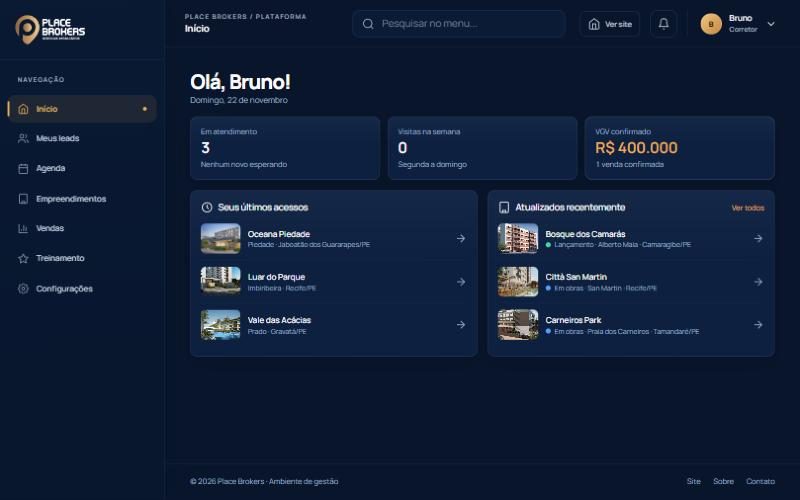 PLACE
BROKERS
NAVEGAÇÃO
Início
Meus leads
Agenda
Empreendimentos
Vendas
Treinamento
Configurações
PLACE BROKERS / PLATAFORMA
Início
Pesquisar no menu...
Ver site
B
Bruno
Corretor
Olá, Bruno!
Domingo, 22 de novembro
Em atendimento
3
Nenhum novo esperando
Visitas na semana
0
Segunda a domingo
VGV confirmado
R$ 400.000
1 venda confirmada
Seus últimos acessos
Oceana Piedade
Piedade · Jaboatão dos Guararapes/PE
Luar do Parque
Imbiribeira · Recife/PE
Vale das Acácias
Prado · Gravatá/PE
Atualizados recentemente
Ver todos
Bosque dos Camarás
Lançamento · Alberto Maia · Camaragibe/PE
Città San Martin
Em obras · San Martin · Recife/PE
Carneiros Park
Em obras · Praia dos Carneiros · Tamandaré/PE
© 2026 Place Brokers · Ambiente de gestão
Site
Sobre
Contato